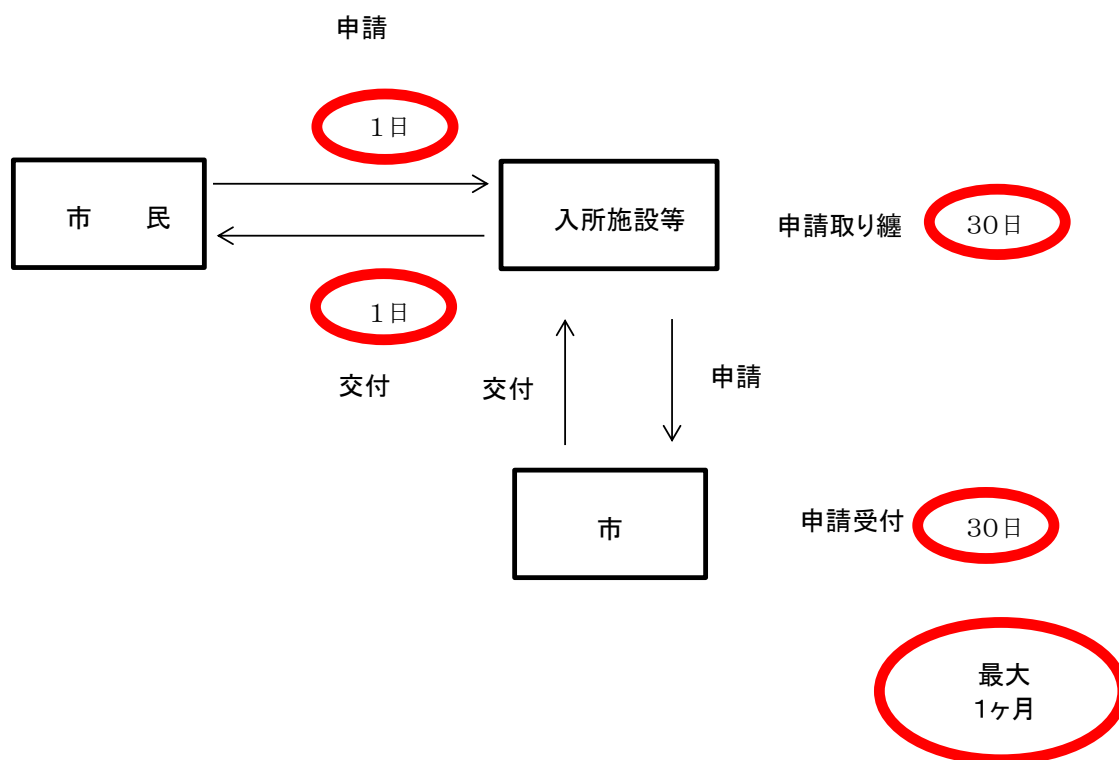 申請
1日
市　　民
入所施設等
申請取り纏
30日
1日
交付
交付
申請
市
申請受付
30日
最大
1ヶ月